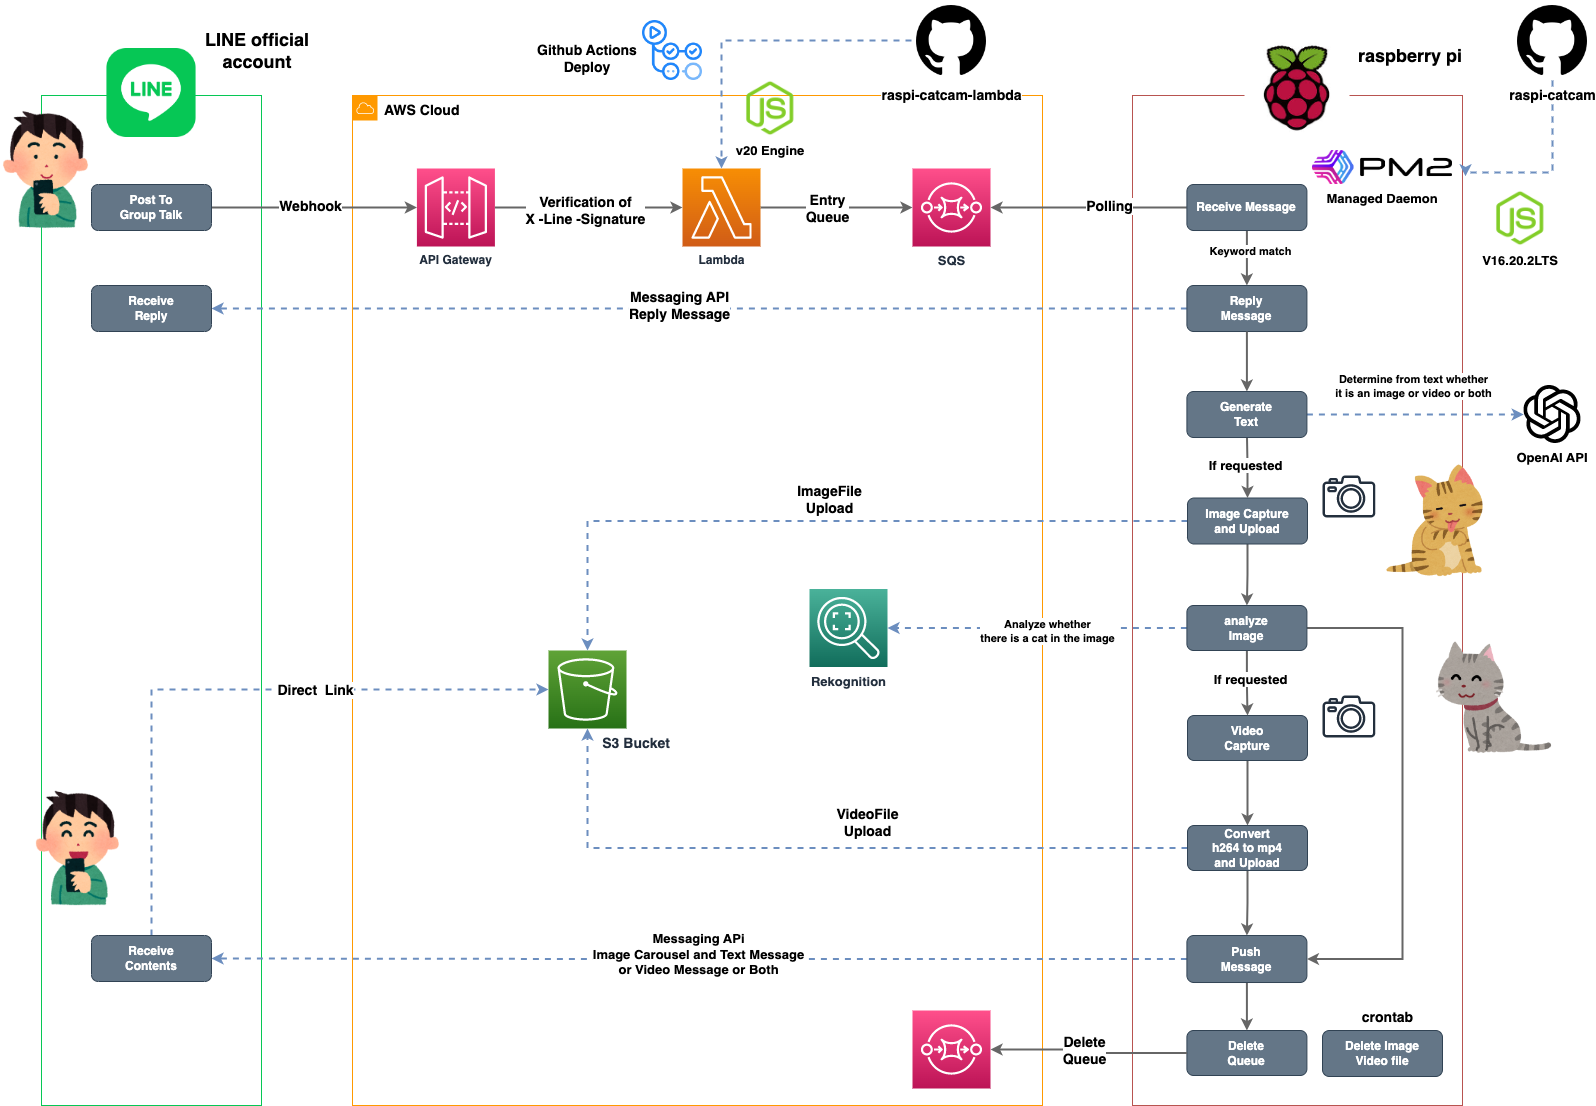 LINE official
account
LINE
Github Actions
Deploy
raspi-catcam-lambda
raspberry pi
raspi-catcam
AWS Cloud
JS
v20 Engine
PM2
Managed Daemon
JS
V16.20.2LTS
Post To
Group Talk
Webhook
</>
API Gateway
Verification of
X -Line -Signature
Lambda
Entry
Queue
SQS
Polling
Receive Message
Keyword match
Receive
Reply
Messaging API
Reply Message
Reply
Message
Determine from text whether
it is an image or video or both
Generate
Text
OpenAI API
If requested
ImageFile
Upload
Image Capture
and Upload
Rekognition
Analyze whether
there is a cat in the image
analyze
Image
If requested
Direct Link
S3 Bucket
Video
Capture
VideoFile
Upload
Convert
h264 to mp4
and Upload
Receive
Contents
Messaging APi
Image Carousel and Text Message
or Video Message or Both
Push
Message
crontab
Delete
Queue
Delete
Queue
Delete Image
Video file